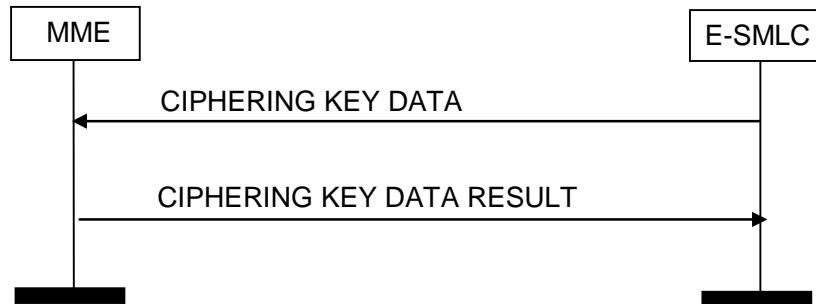 MME
E-SMLC
CIPHERING KEY DATA
CIPHERING KEY DATA RESULT